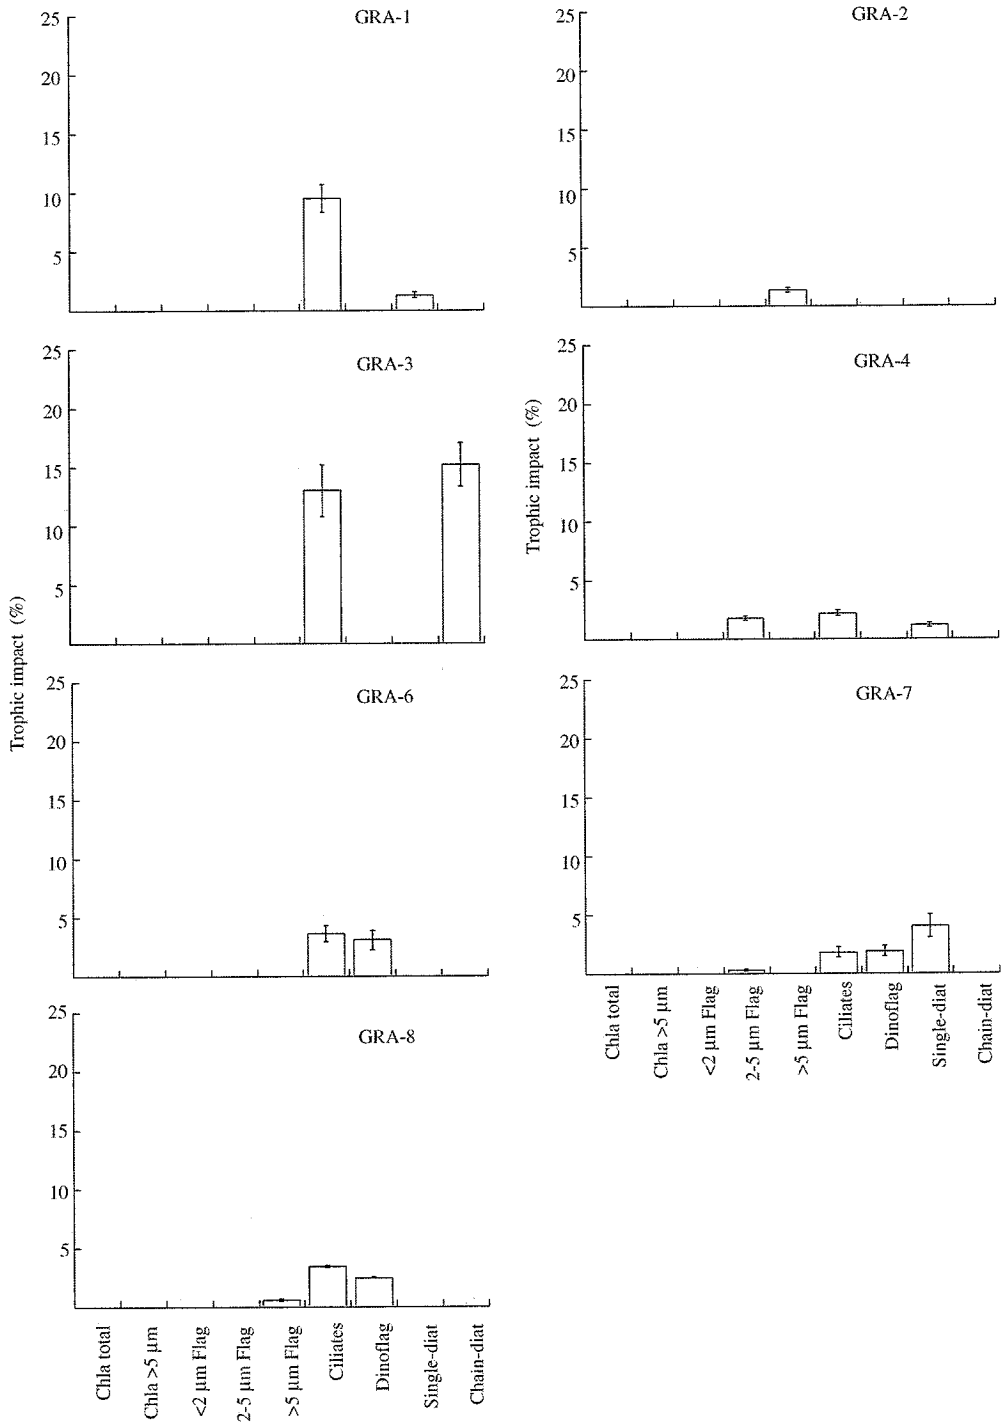 GRA-1
25
20
15
10
5
GRA-2
25
20
15
10
5
GRA-3
25
20
15
10
5
GRA-4
25
20
15
10
5
Trophic impact (%)
Trophic impact (%)
GRA-6
25
20
15
10
5
GRA-7
25
20
15
10
5
Chla total
Chla >5 µm
<2 µm Flag
2-5 µm Flag
>5 µm Flag
Ciliates
Dinoflag
Single-diat
Chain-diat
GRA-8
25
20
15
10
5
Chla total
Chla >5 µm
<2 µm Flag
2-5 µm Flag
>5 µm Flag
Ciliates
Dinoflag
Single-diat
Chain-diat